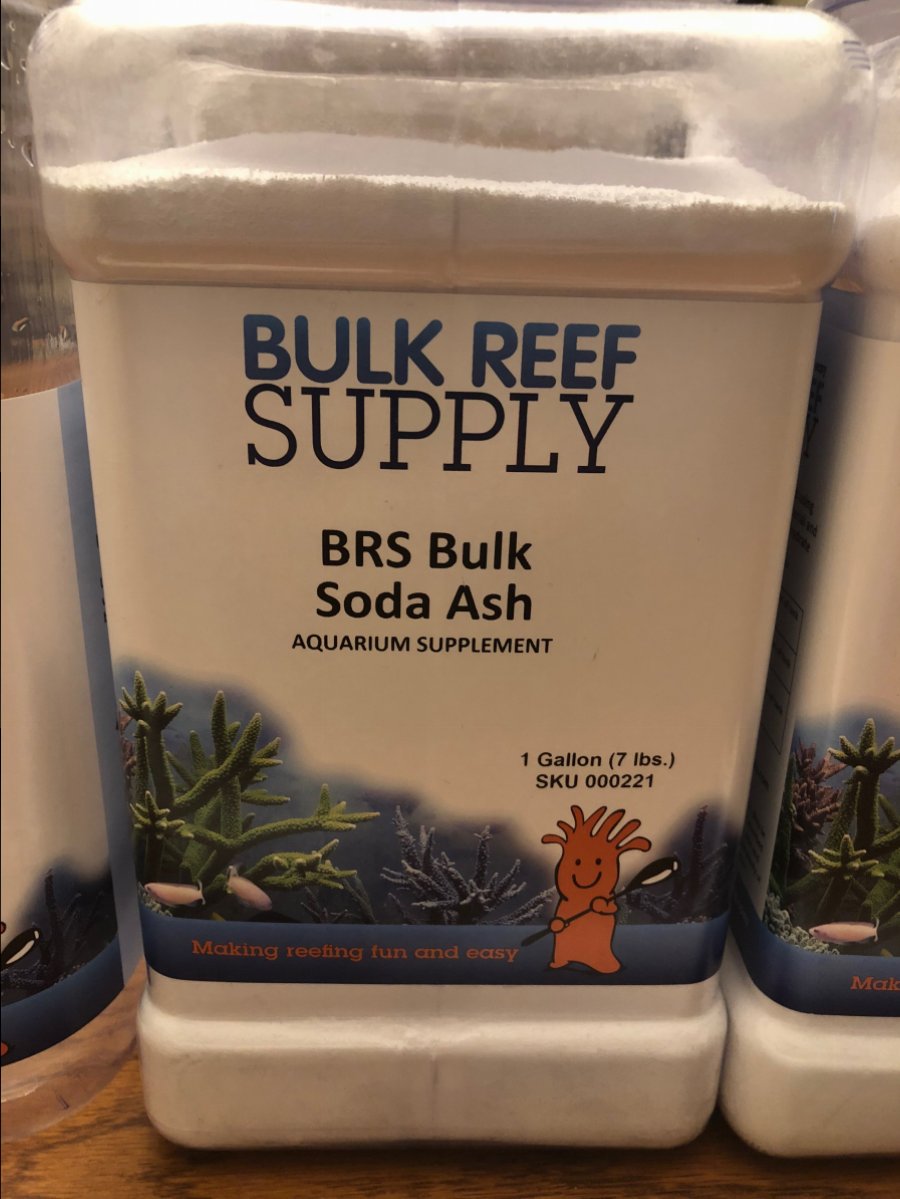 BULK REEF
SUPPLY
BRS Bulk
Soda Ash
AQUARIUM SUPPLEMENT
1 Gallon (7 lbs.)
SKU 000221
Making reefing fun and easy
Mak